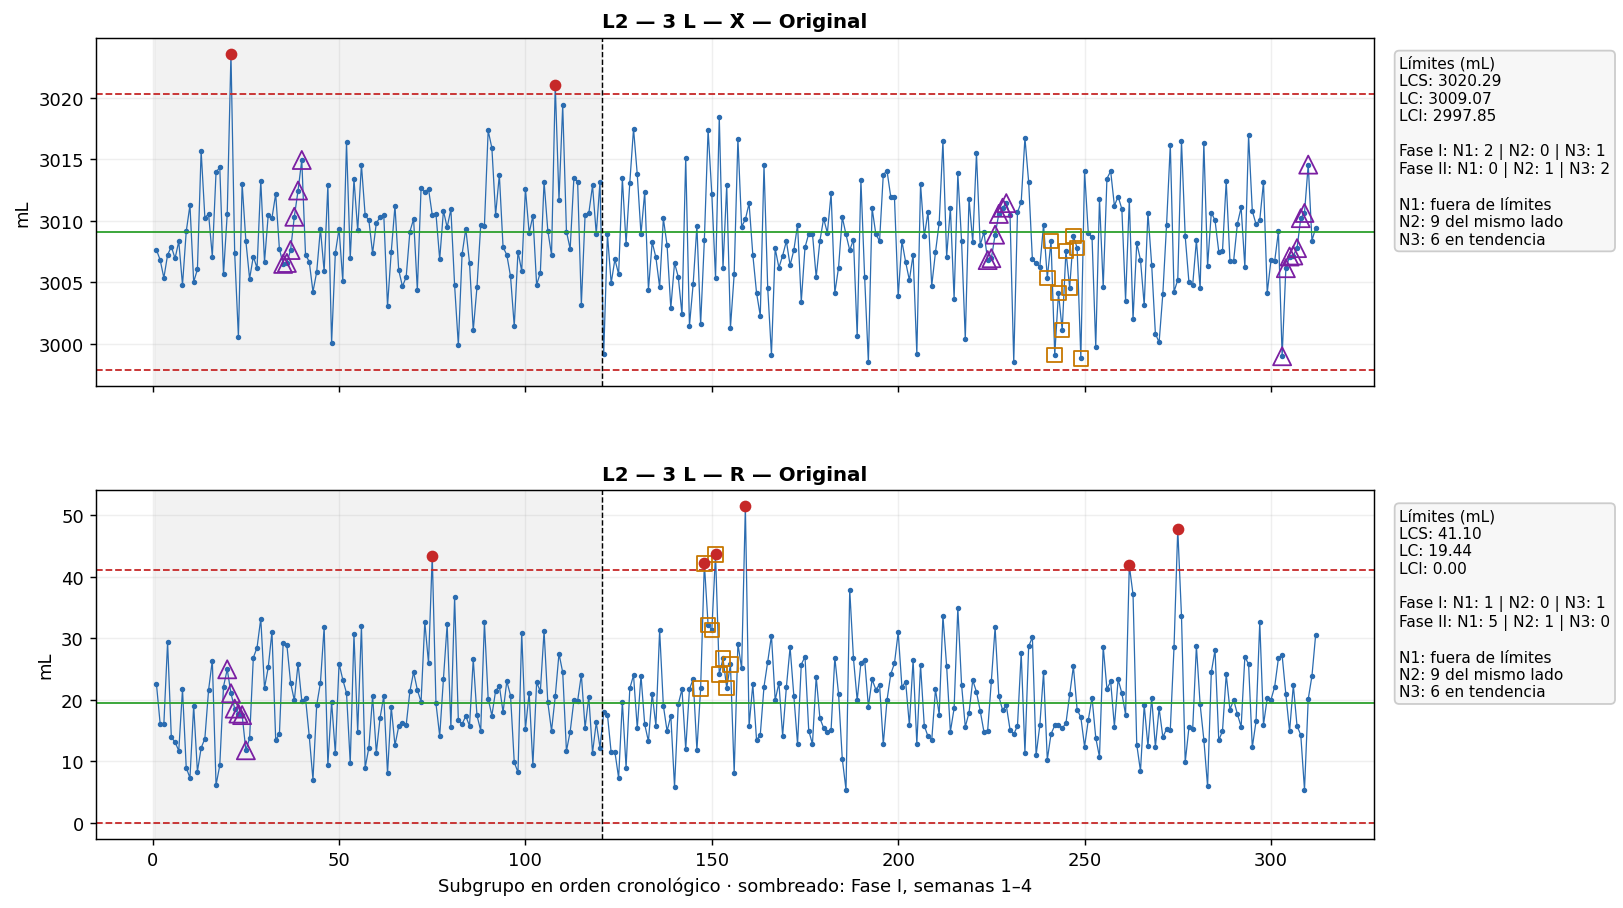 L2 — 3 L — X̄ — Original
3020
3015
3010
3005
3000
mL
Límites (mL)
LCS: 3020.29
LC: 3009.07
LCI: 2997.85
Fase I: N1: 2 | N2: 0 | N3: 1
Fase II: N1: 0 | N2: 1 | N3: 2
N1: fuera de límites
N2: 9 del mismo lado
N3: 6 en tendencia
L2 — 3 L — R — Original
50
40
30
20
10
0
mL
0 50 100 150 200 250 300
Subgrupo en orden cronológico · sombreado: Fase I, semanas 1–4
Límites (mL)
LCS: 41.10
LC: 19.44
LCI: 0.00
Fase I: N1: 1 | N2: 0 | N3: 1
Fase II: N1: 5 | N2: 1 | N3: 0
N1: fuera de límites
N2: 9 del mismo lado
N3: 6 en tendencia